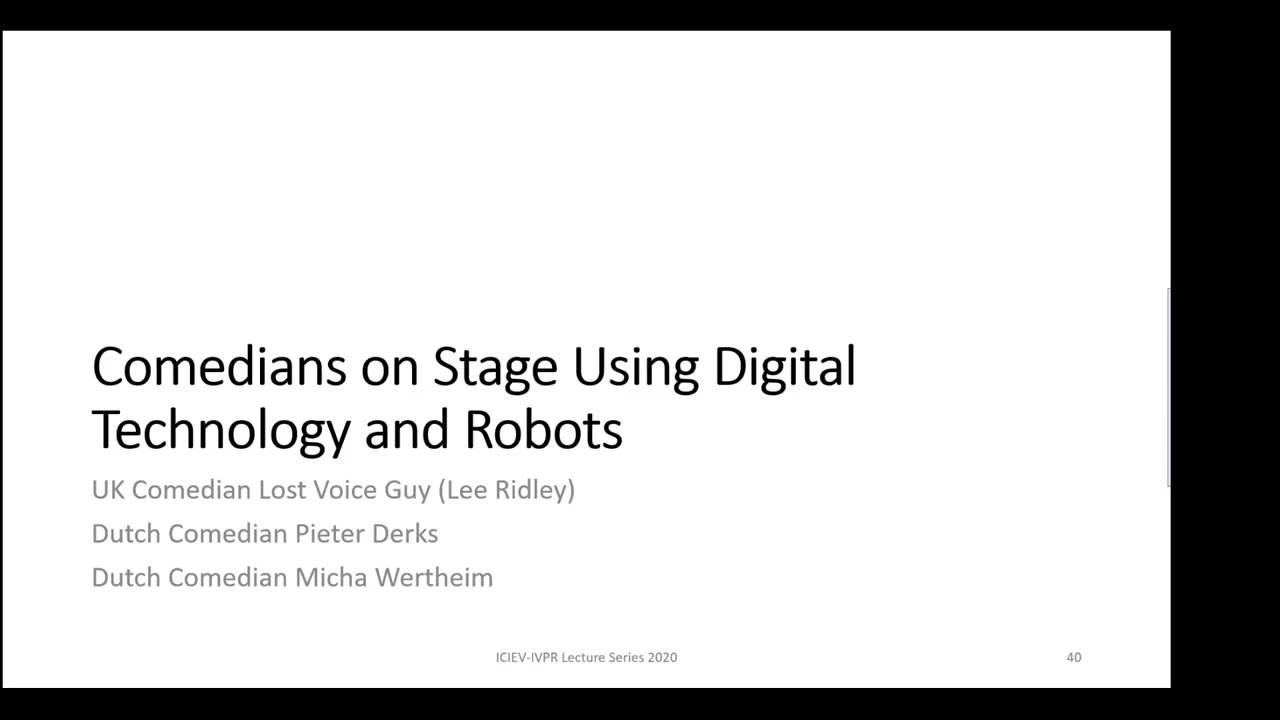 Comedians on Stage Using Digital
Technology and Robots
UK Comedian Lost Voice Guy (Lee Ridley)
Dutch Comedian Pieter Derks
Dutch Comedian Micha Wertheim
ICIEV-IVPR Lecture Series 2020
40